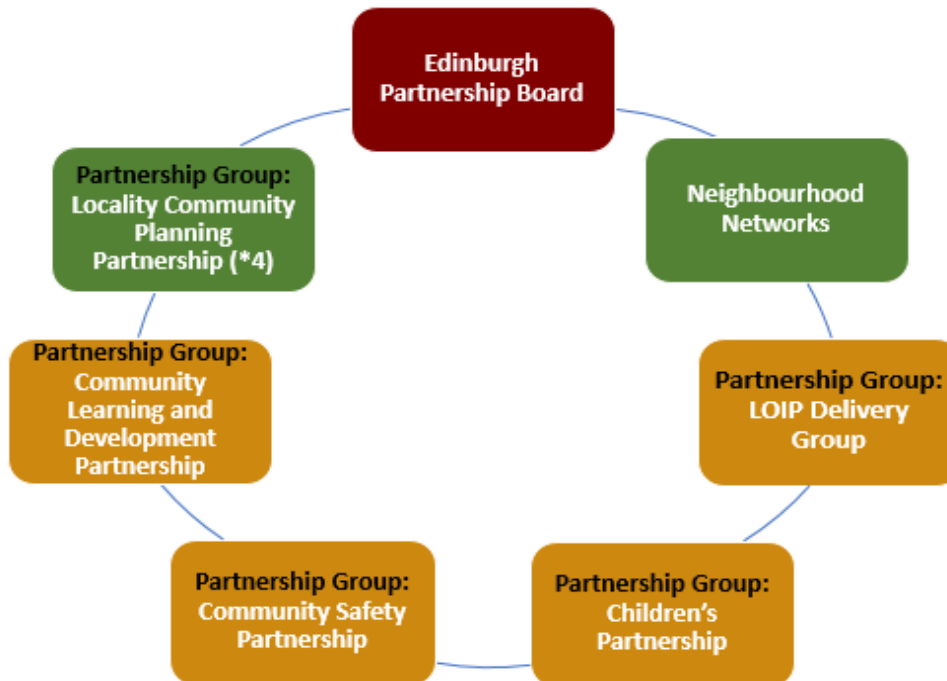 Edinburgh
Partnership Board
Neighbourhood
Networks
Partnership Group:
LOIP Delivery
Group
Partnership Group:
Children’s
Partnership
Partnership Group:
Community Safety
Partnership
Partnership Group:
Community
Learning and
Development
Partnership
Partnership Group:
Locality Community
Planning
Partnership (*4)